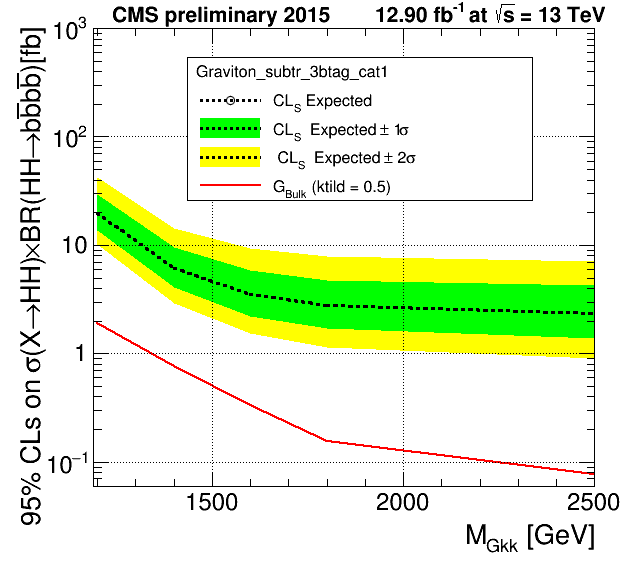 CMS preliminary 2015 12.90 fb⁻¹ at √s = 13 TeV
95% CLs on σ(X→HH)×BR(HH→bb̄bb̄)[fb]
Graviton_subtr_3btag_cat1
CL_S Expected
CL_S Expected ± 1σ
CL_S Expected ± 2σ
G_Bulk (ktild = 0.5)
10³
10²
10
1
10⁻¹
1500 2000 2500
M_Gkk [GeV]